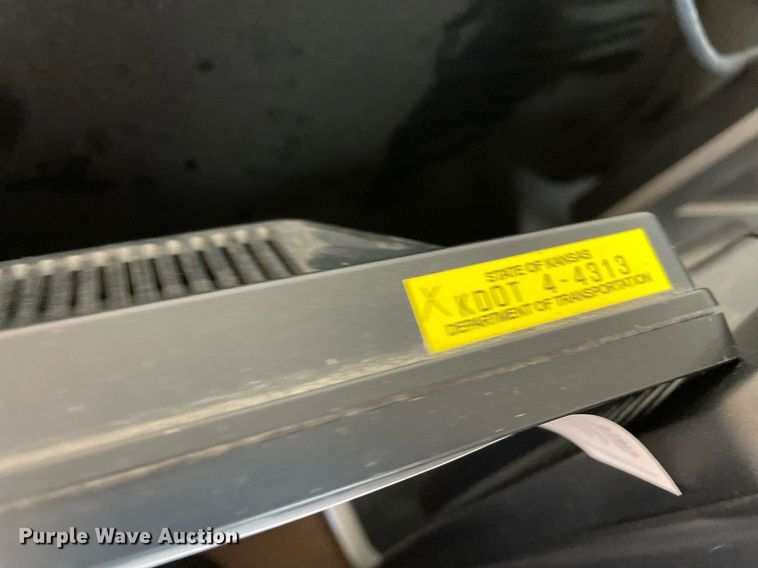 STATE OF KANSAS
X KDOT 4-4313
DEPARTMENT OF TRANSPORTATION
Purple Wave Auction